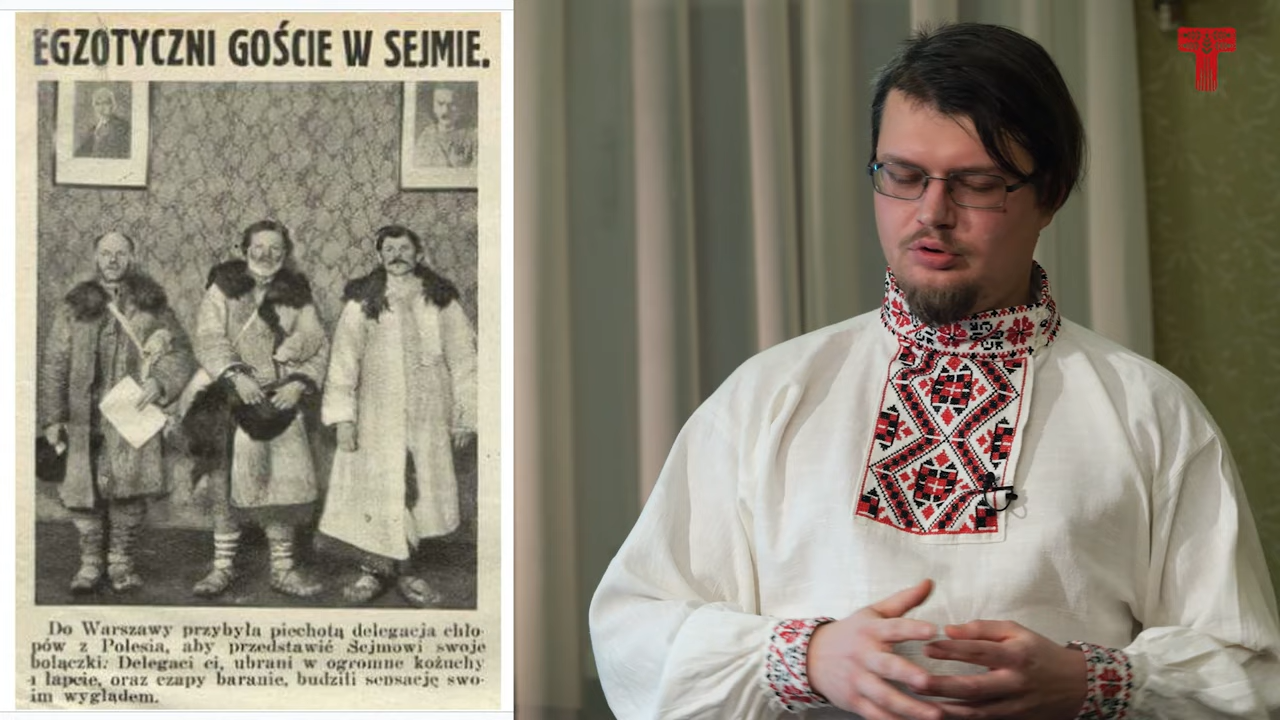 EGZOTYCZNI GOŚCIE W SEJMIE.
Do Warszawy przybyła piechotą delegacja chło-
pów z Polesia, aby przedstawić Sejmowi swoje
bolączki. Delegaci ci, ubrani w ogromne kożuchy
i łapcie, oraz czapy baranie, budzili sensację swo-
im wyglądem.